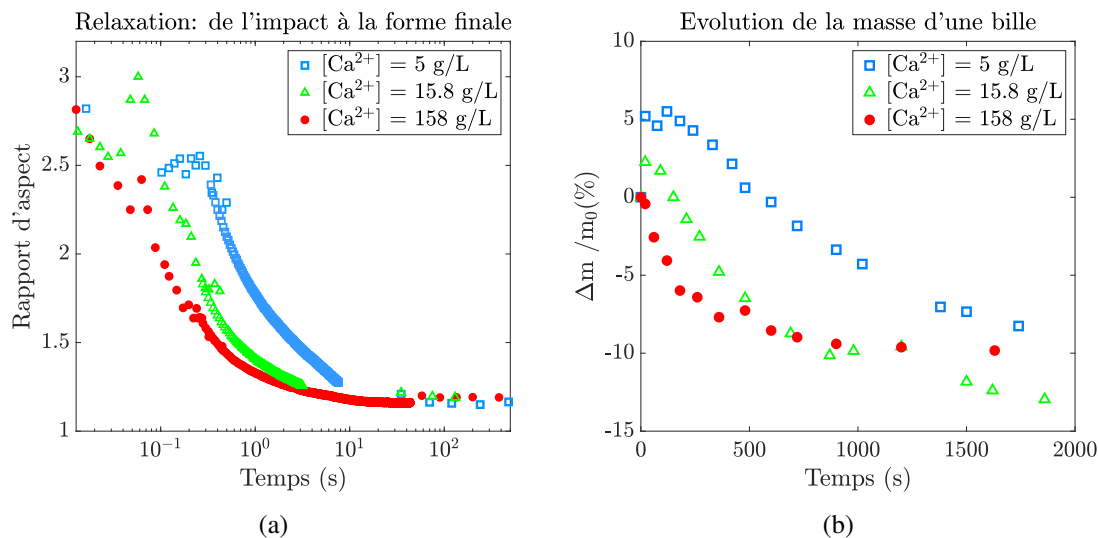 Relaxation: de l'impact à la forme finale
[Ca²⁺] = 5 g/L
[Ca²⁺] = 15.8 g/L
[Ca²⁺] = 158 g/L
Rapport d'aspect
3
2.5
2
1.5
1
10⁻¹ 10⁰ 10¹ 10²
Temps (s)
(a)
Evolution de la masse d'une bille
[Ca²⁺] = 5 g/L
[Ca²⁺] = 15.8 g/L
[Ca²⁺] = 158 g/L
Δm /m₀(%)
10
5
0
-5
-10
-15
0 500 1000 1500 2000
Temps (s)
(b)